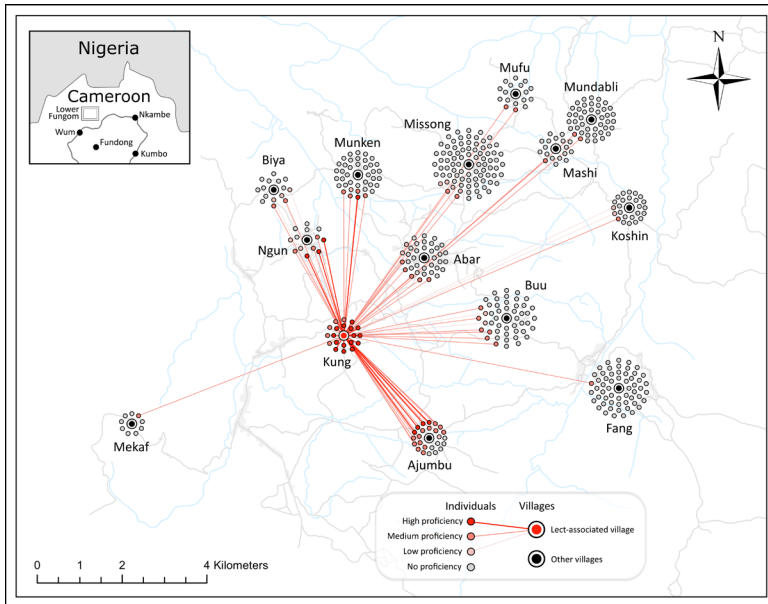 Nigeria
Cameroon
Lower
Fungom
Nkambe
Wum
Fundong
Kumbo
N
Mufu
Mundabli
Missong
Munken
Mashi
Biya
Koshin
Ngun
Abar
Buu
Kung
Fang
Mekaf
Ajumbu
Individuals Villages
High proficiency
Lect-associated village
Medium proficiency
Low proficiency
Other villages
No proficiency
0 1 2 4 Kilometers